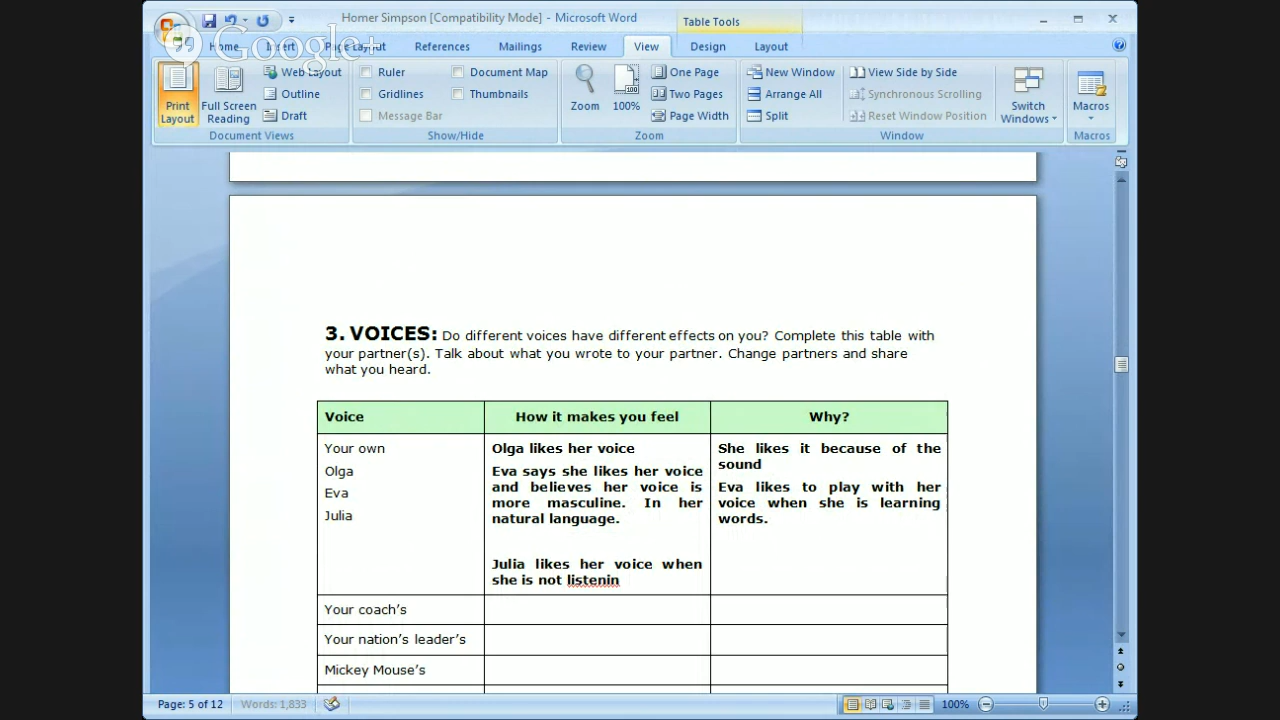 Homer Simpson [Compatibility Mode] - Microsoft Word
Table Tools
Google+
Home Insert Page Layout References Mailings Review View Design Layout
Print Layout
Full Screen Reading
Web Layout
Outline
Draft
Document Views
Ruler
Gridlines
Message Bar
Document Map
Thumbnails
Show/Hide
Zoom
100%
One Page
Two Pages
Page Width
Zoom
New Window
Arrange All
Split
View Side by Side
Synchronous Scrolling
Reset Window Position
Window
Switch Windows
Macros
Macros
3. VOICES: Do different voices have different effects on you? Complete this table with
your partner(s). Talk about what you wrote to your partner. Change partners and share
what you heard.
Voice How it makes you feel Why?
Your own
Olga
Eva
Julia
Olga likes her voice
Eva says she likes her voice
and believes her voice is
more masculine. In her
natural language.
Julia likes her voice when
she is not listenin
She likes it because of the
sound
Eva likes to play with her
voice when she is learning
words.
Your coach's
Your nation's leader's
Mickey Mouse's
Page: 5 of 12 Words: 1,833 100%